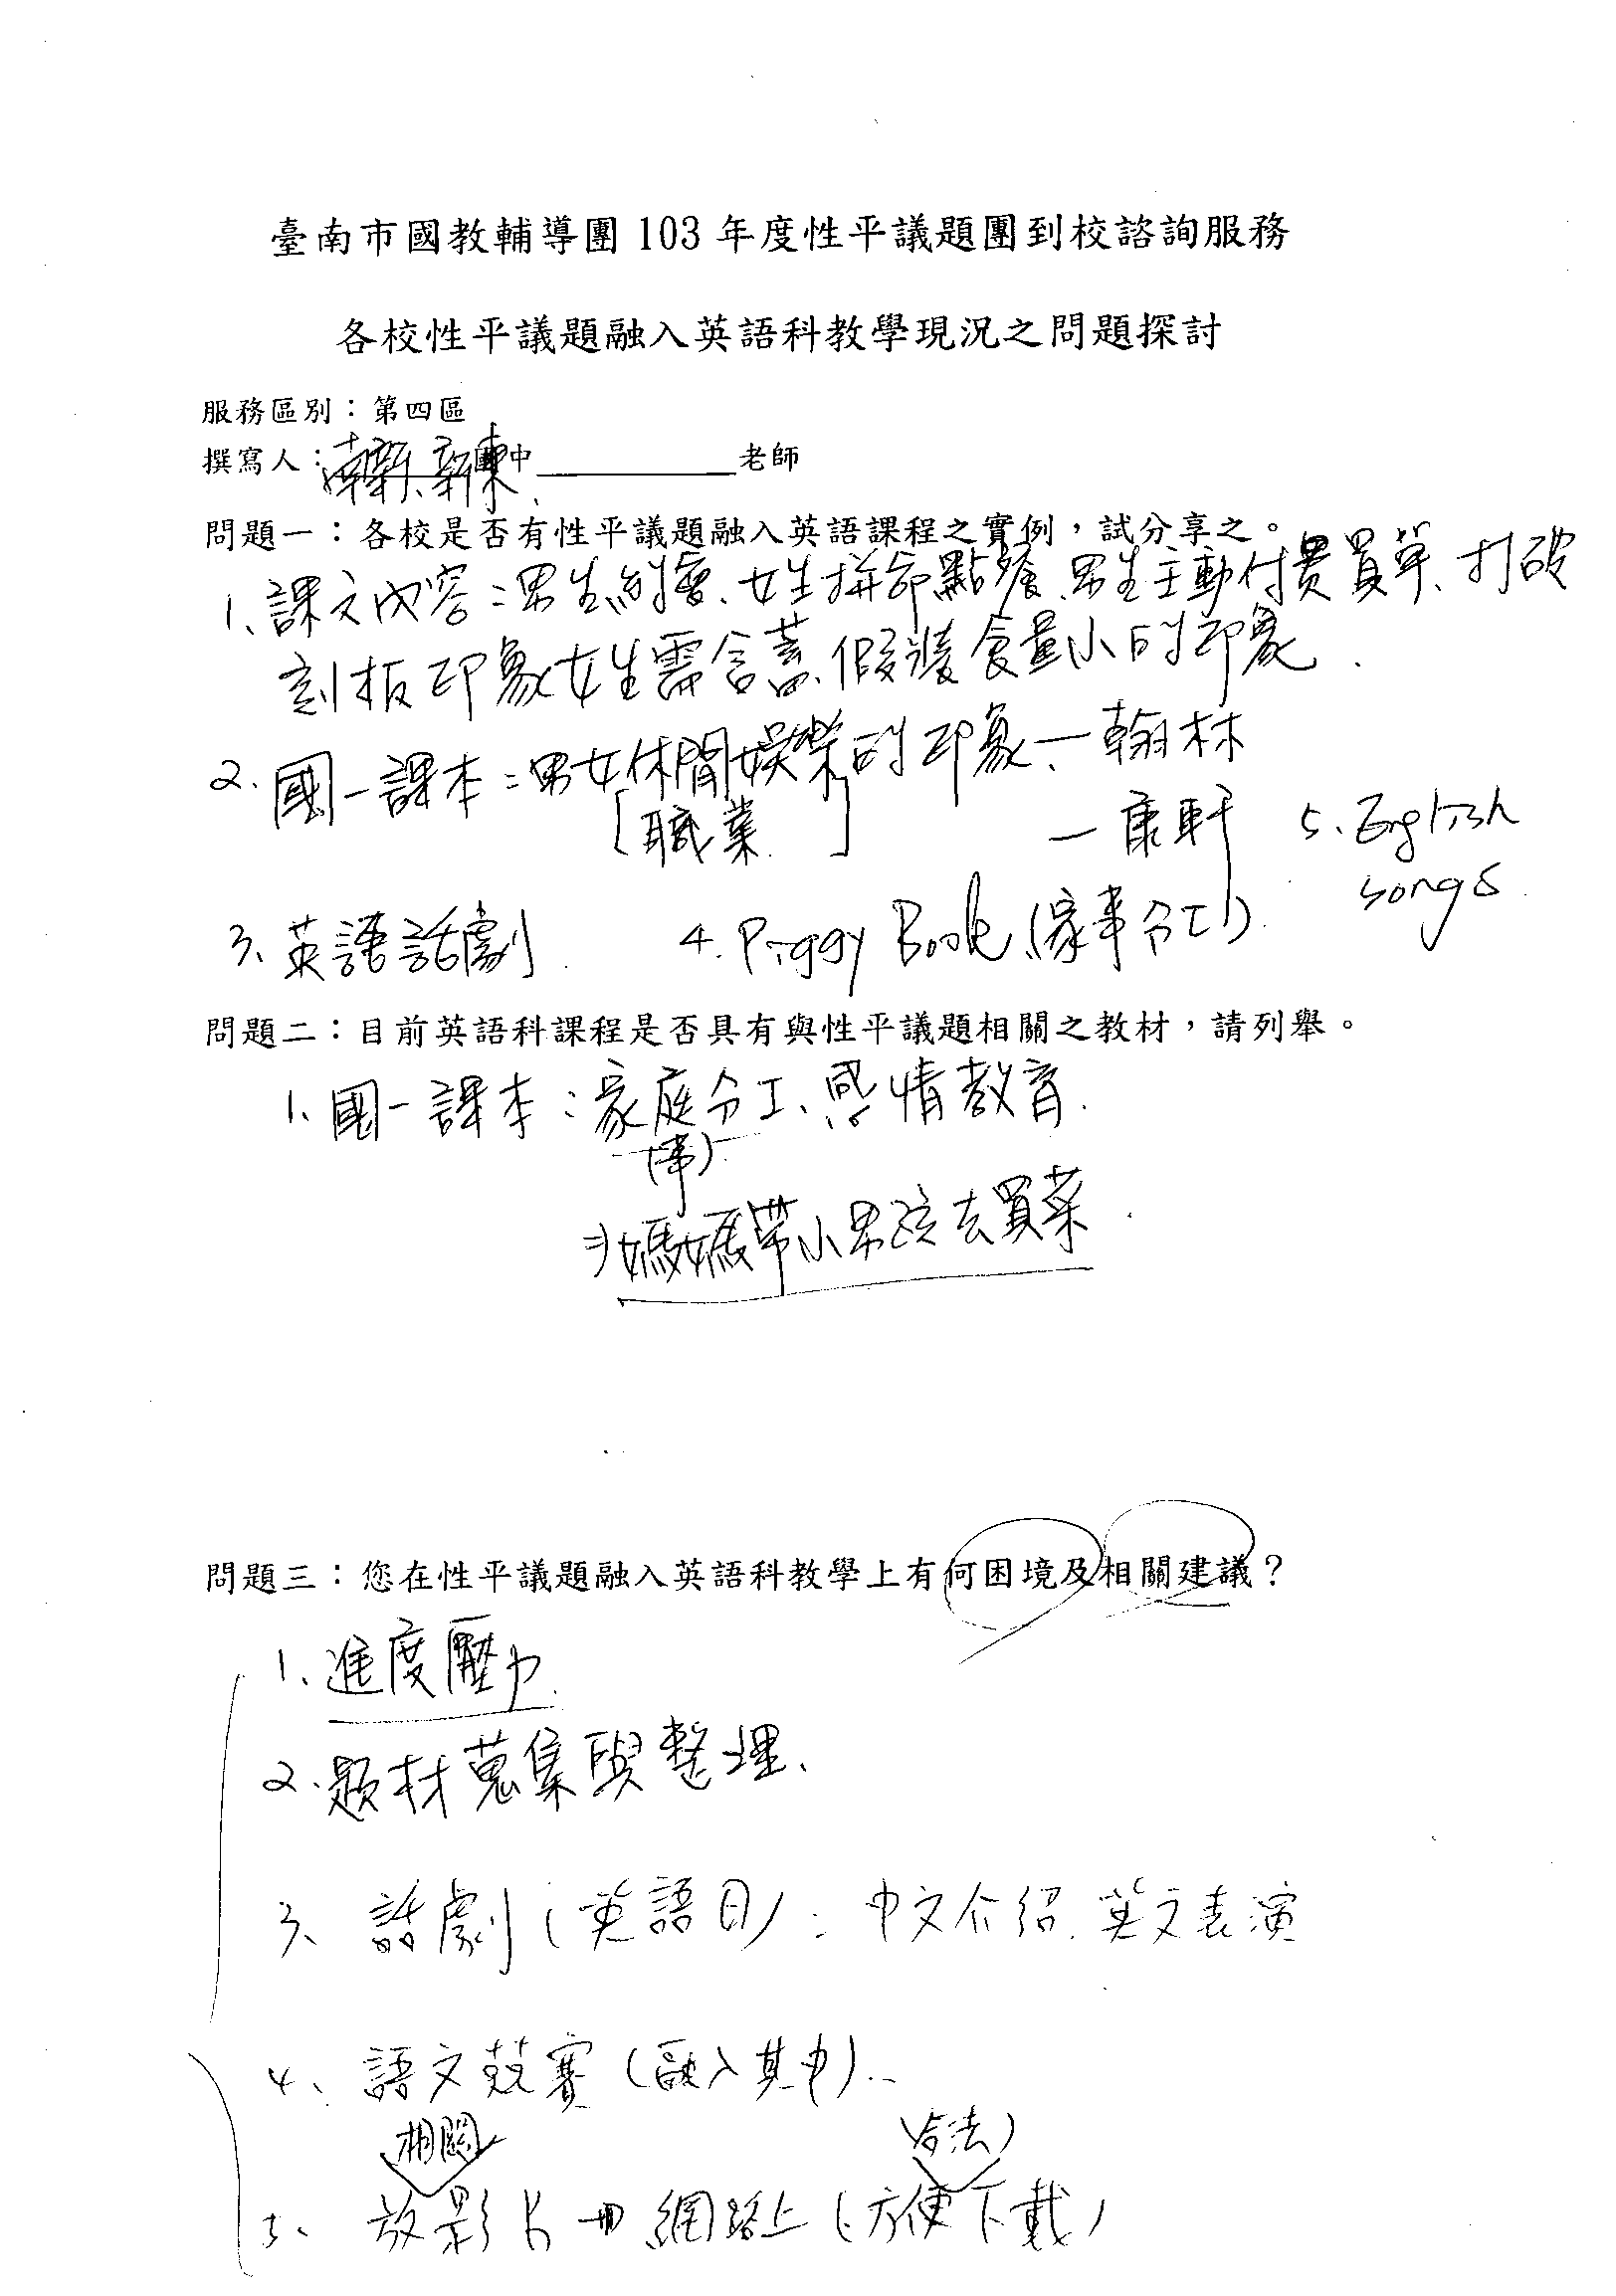 臺南市國教輔導團 103 年度性平議題團到校諮詢服務
各校性平議題融入英語科教學現況之問題探討
服務區別：第四區
撰寫人：南新、新東 國中 老師
問題一：各校是否有性平議題融入英語課程之實例，試分享之。
1、課文內容：男生約會、女生拚命點餐、男生主動付費買單、打破
刻板印象女生需含蓄、假裝食量小的印象.
2. 國一課本：男女休閒娛樂的印象、－翰林
[職業] －康軒 5. English
songs
3、英語話劇 4. Piggy Book (家事分工)
問題二：目前英語科課程是否具有與性平議題相關之教材，請列舉。
1. 國一課本：家庭分工、感情教育.
(事)
媽媽帶小男孩去買菜.
問題三：您在性平議題融入英語科教學上有何困境及相關建議？
1、進度壓力
2.題材蒐集與整理、
3、話劇(英語日)：中文介紹.英文表演
4、語文競賽(融入其中)..
相關 (合法)
5、放影片 網路上(方便下載)